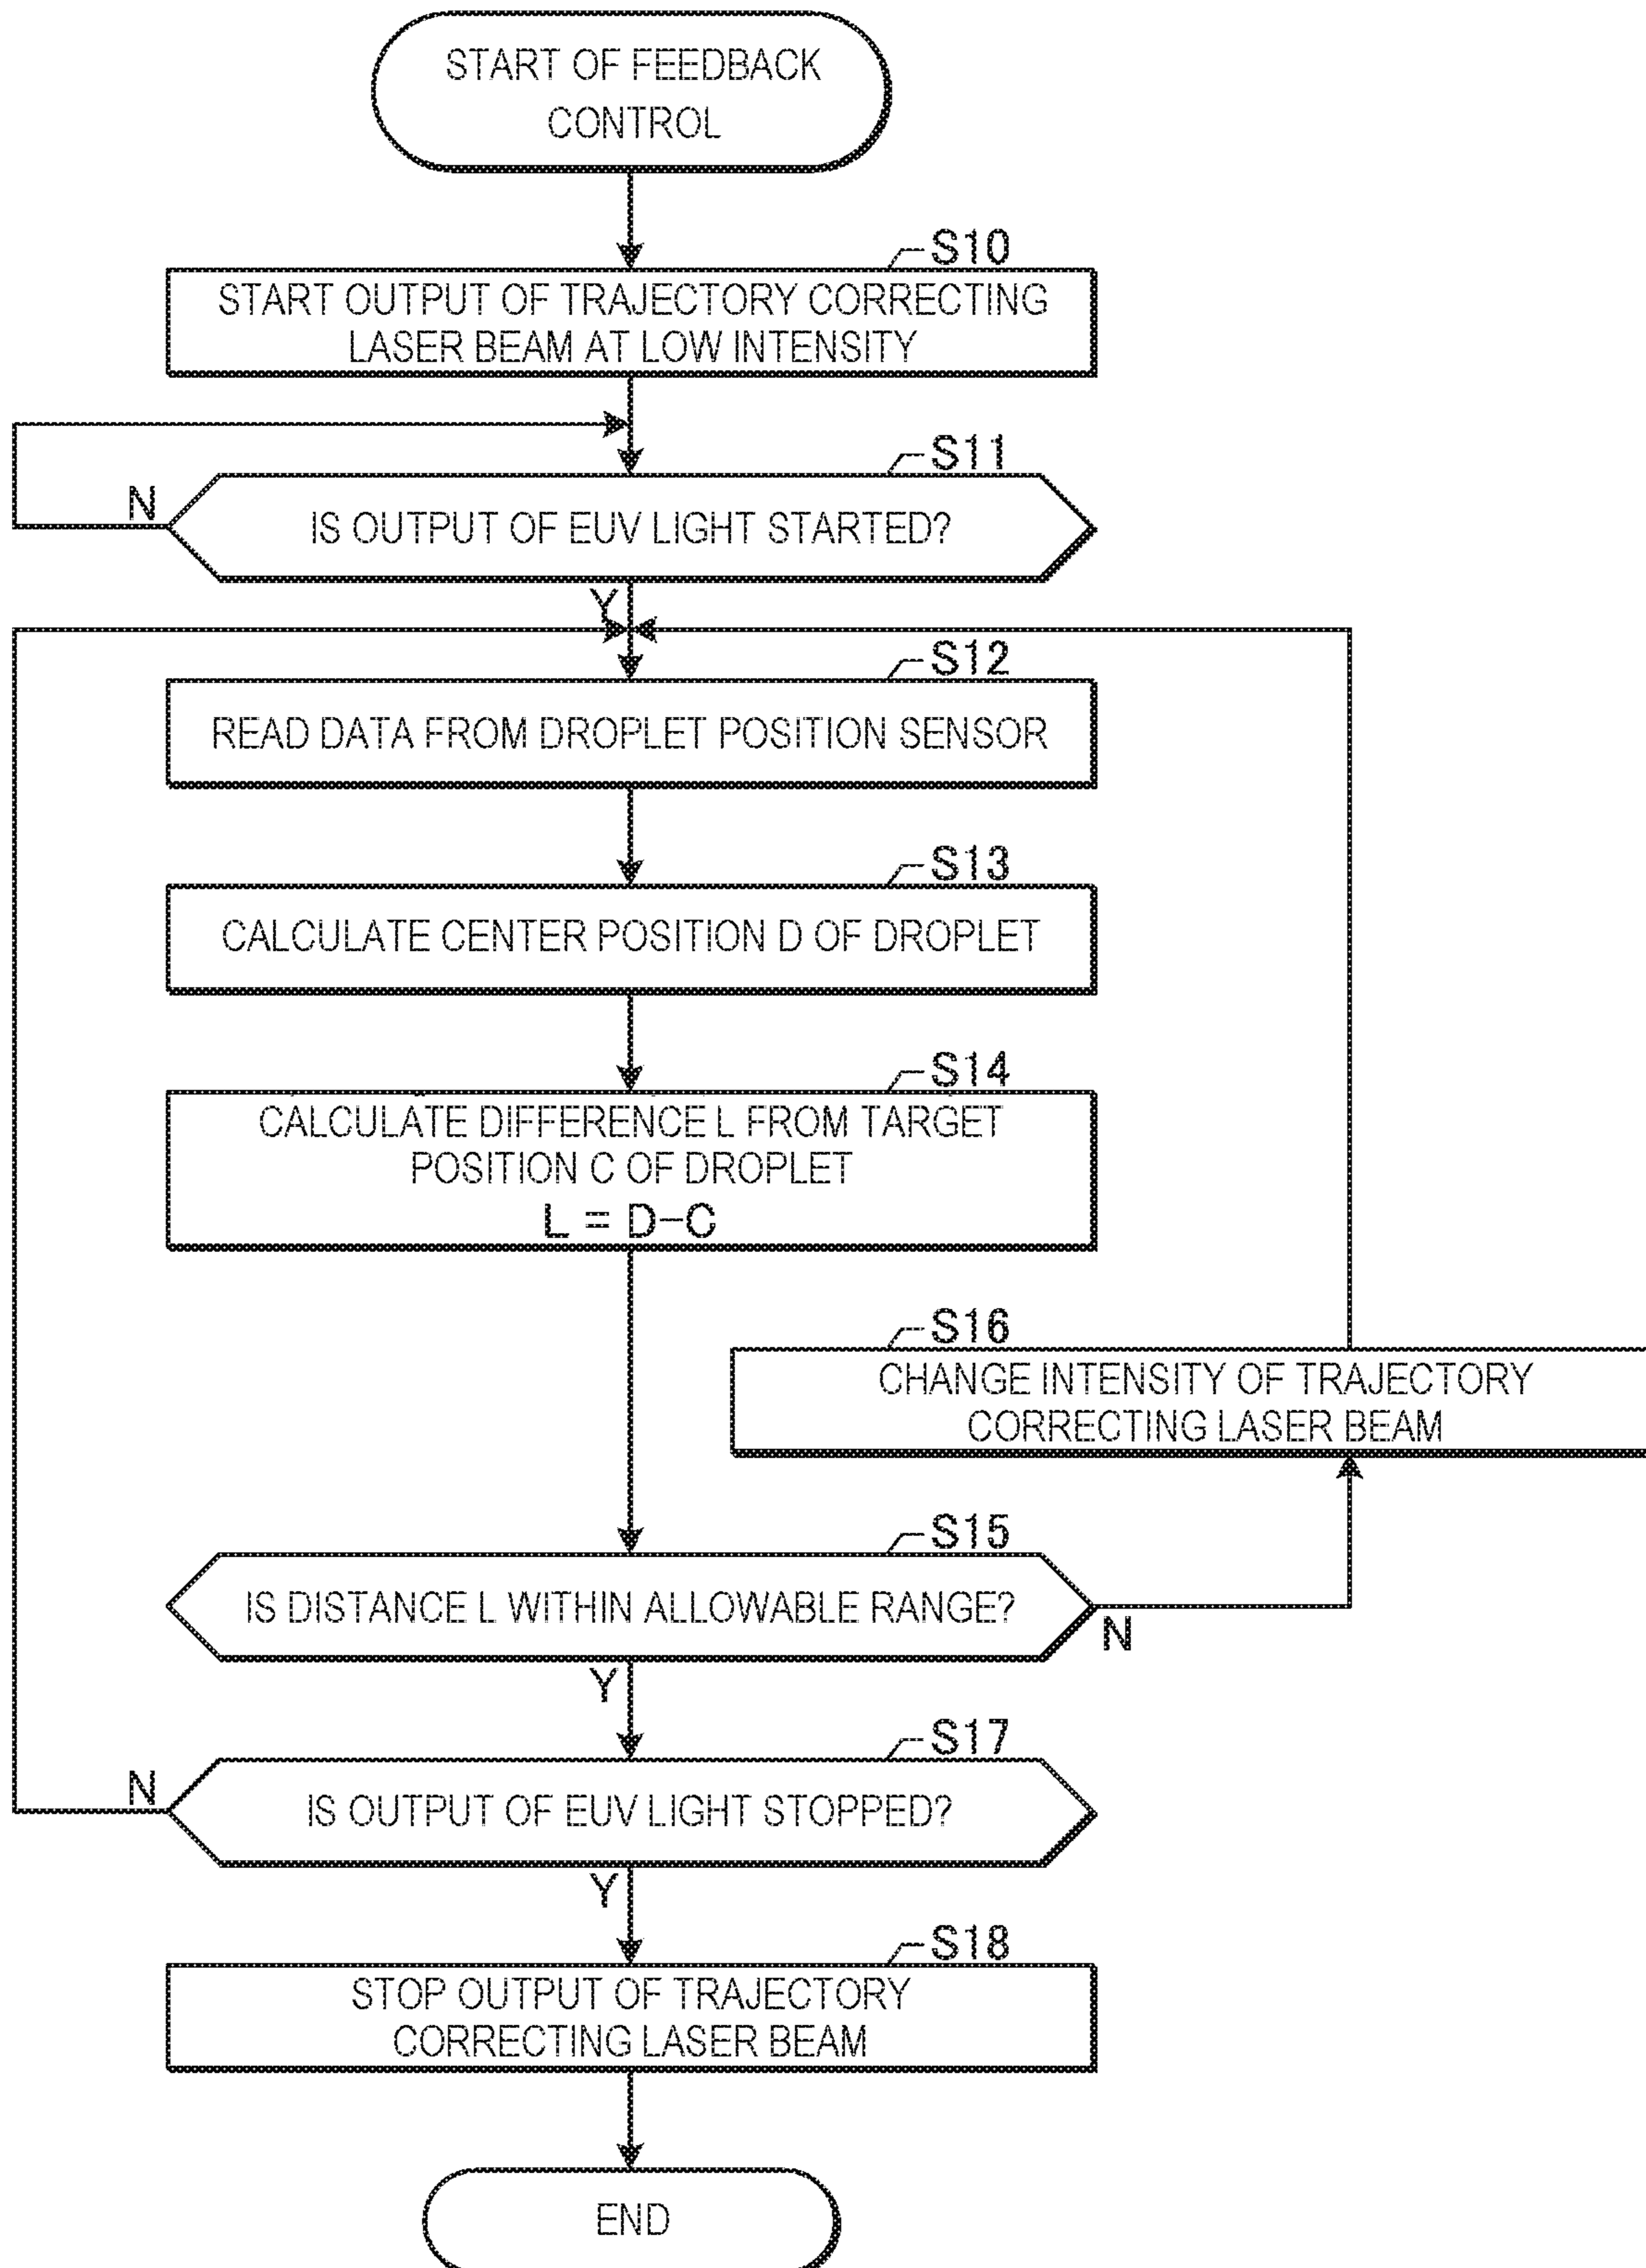 START OF FEEDBACK
CONTROL
S10
START OUTPUT OF TRAJECTORY CORRECTING
LASER BEAM AT LOW INTENSITY
S11
N
IS OUTPUT OF EUV LIGHT STARTED?
Y
S12
READ DATA FROM DROPLET POSITION SENSOR
S13
CALCULATE CENTER POSITION D OF DROPLET
S14
CALCULATE DIFFERENCE L FROM TARGET
POSITION C OF DROPLET
L = D-C
S16
CHANGE INTENSITY OF TRAJECTORY
CORRECTING LASER BEAM
S15
IS DISTANCE L WITHIN ALLOWABLE RANGE?
N
Y
S17
N
IS OUTPUT OF EUV LIGHT STOPPED?
Y
S18
STOP OUTPUT OF TRAJECTORY
CORRECTING LASER BEAM
END